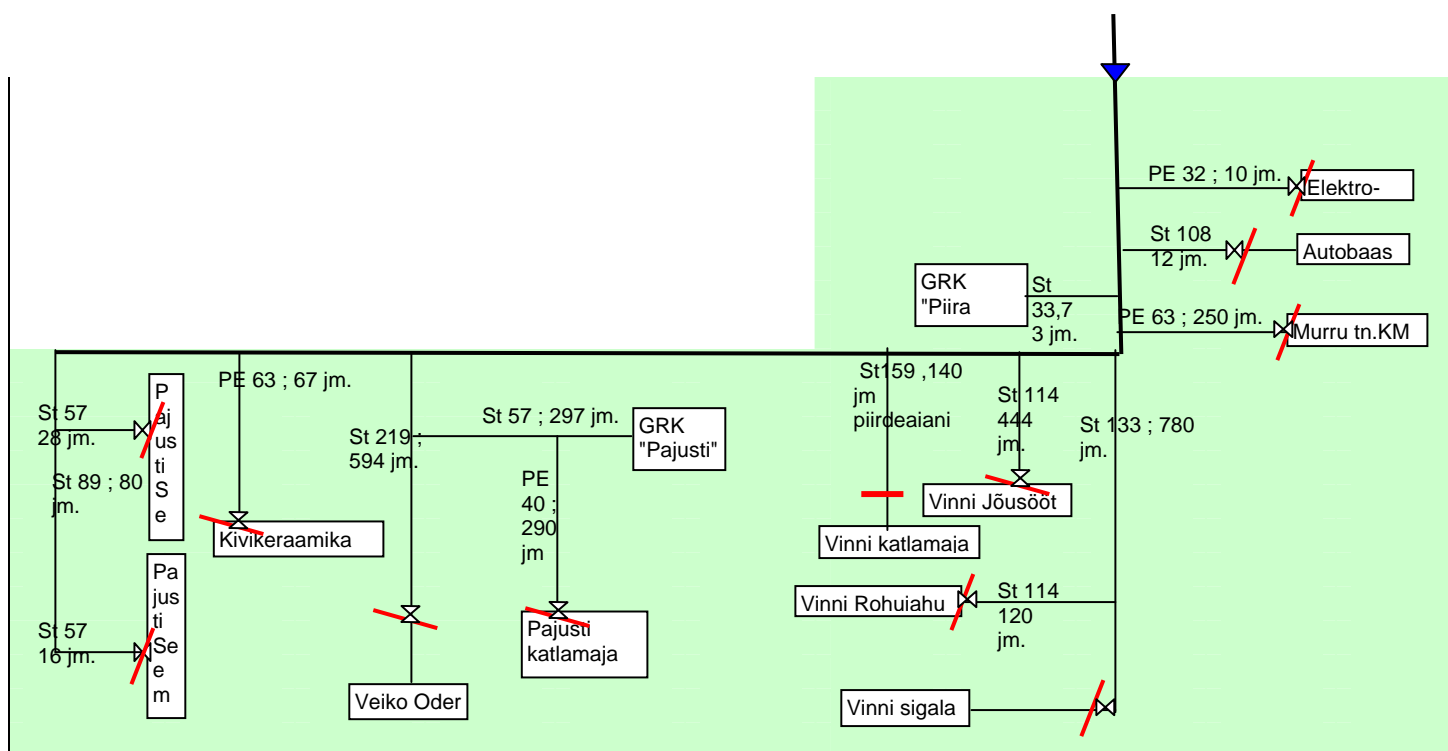 PE 32 ; 10 jm.
Elektro-
St 108
12 jm.
Autobaas
GRK
"Piira
St
33,7
3 jm.
PE 63 ; 250 jm.
Murru tn.KM
St 57
28 jm.
P
aj
us
ti
S
e
St 89 ; 80
jm.
PE 63 ; 67 jm.
Kivikeraamika
St 219 ;
594 jm.
St 57 ; 297 jm.
GRK
"Pajusti"
PE
40 ;
290
jm
St159 ,140
jm
piirdeaiani
St 114
444
jm.
St 133 ; 780
jm.
Vinni Jõusööt
Vinni katlamaja
St 57
16 jm.
Pa
jus
ti
Se
e
m
Veiko Oder
Pajusti
katlamaja
Vinni Rohuiahu
St 114
120
jm.
Vinni sigala